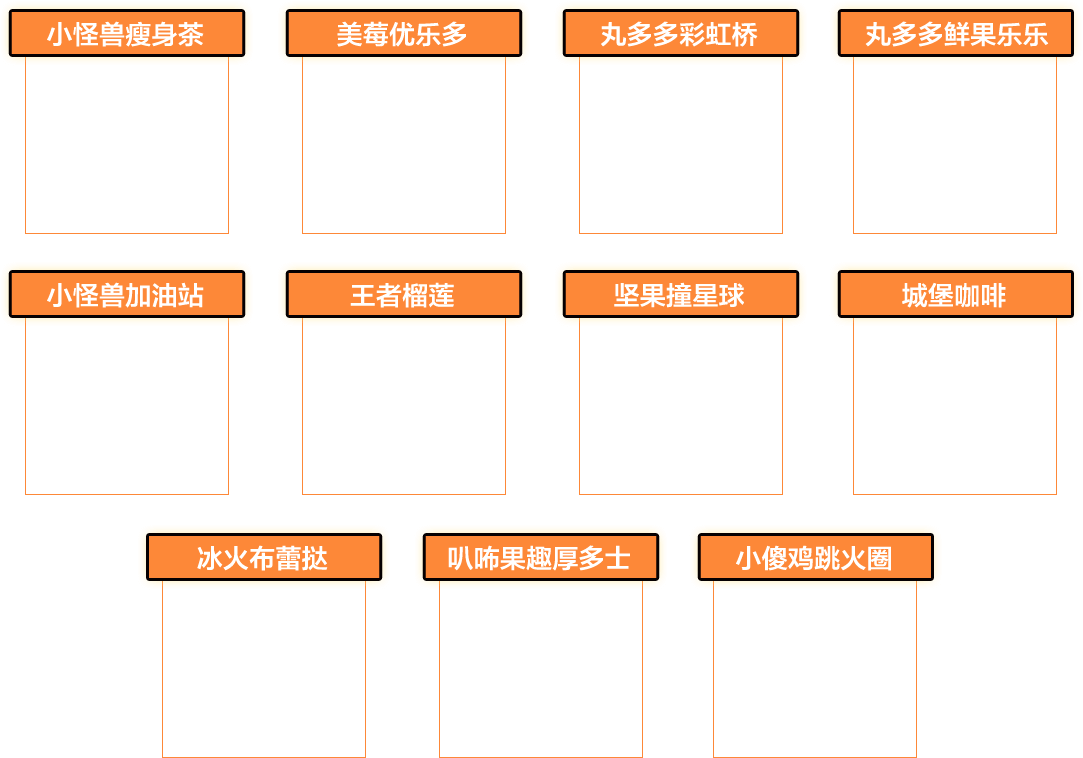 小怪兽瘦身茶
美莓优乐多
丸多多彩虹桥
丸多多鲜果乐乐
小怪兽加油站
王者榴莲
坚果撞星球
城堡咖啡
冰火布蕾挞
叭咘果趣厚多士
小傻鸡跳火圈